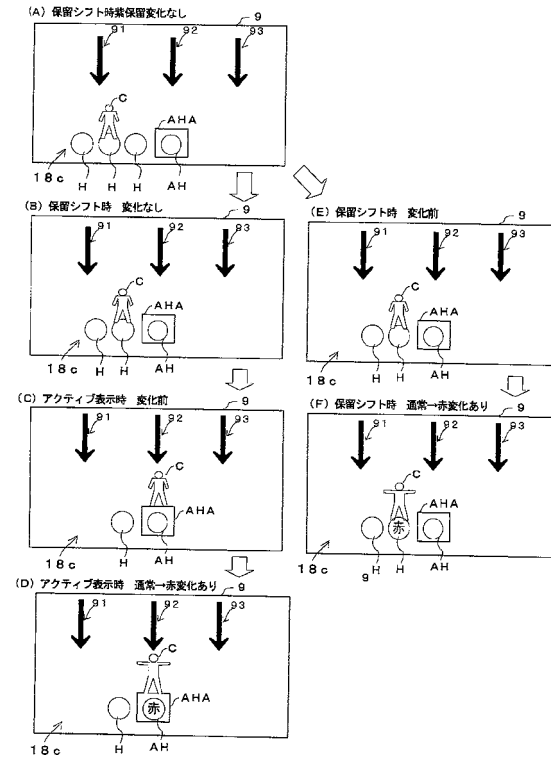 (A) 保留シフト時紫保留変化なし
9
91 92 93
C
AHA
18c H H H AH
(B) 保留シフト時 変化なし
9
91 92 93
C
AHA
18c H H AH
(C) アクティブ表示時 変化前
9
91 92 93
C
AHA
18c H AH
(D) アクティブ表示時 通常→赤変化あり
9
91 92 93
C
AHA
赤
18c H AH
(E) 保留シフト時 変化前
9
91 92 93
C
AHA
18c H H AH
(F) 保留シフト時 通常→赤変化あり
9
91 92 93
C
AHA
赤
18c H H AH
9